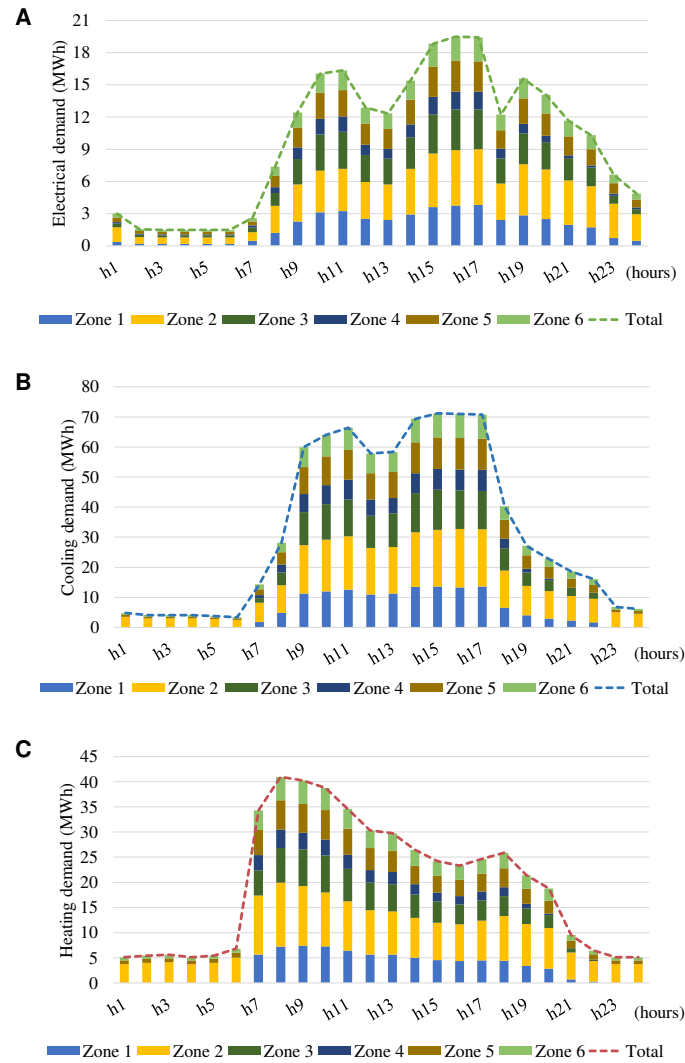 A
21
18
15
12
9
6
3
0
Electrical demand (MWh)
h1 h3 h5 h7 h9 h11 h13 h15 h17 h19 h21 h23 (hours)
Zone 1 Zone 2 Zone 3 Zone 4 Zone 5 Zone 6 Total
B
80
70
60
50
40
30
20
10
0
Cooling demand (MWh)
h1 h3 h5 h7 h9 h11 h13 h15 h17 h19 h21 h23 (hours)
Zone 1 Zone 2 Zone 3 Zone 4 Zone 5 Zone 6 Total
C
45
40
35
30
25
20
15
10
5
0
Heating demand (MWh)
h1 h3 h5 h7 h9 h11 h13 h15 h17 h19 h21 h23 (hours)
Zone 1 Zone 2 Zone 3 Zone 4 Zone 5 Zone 6 Total